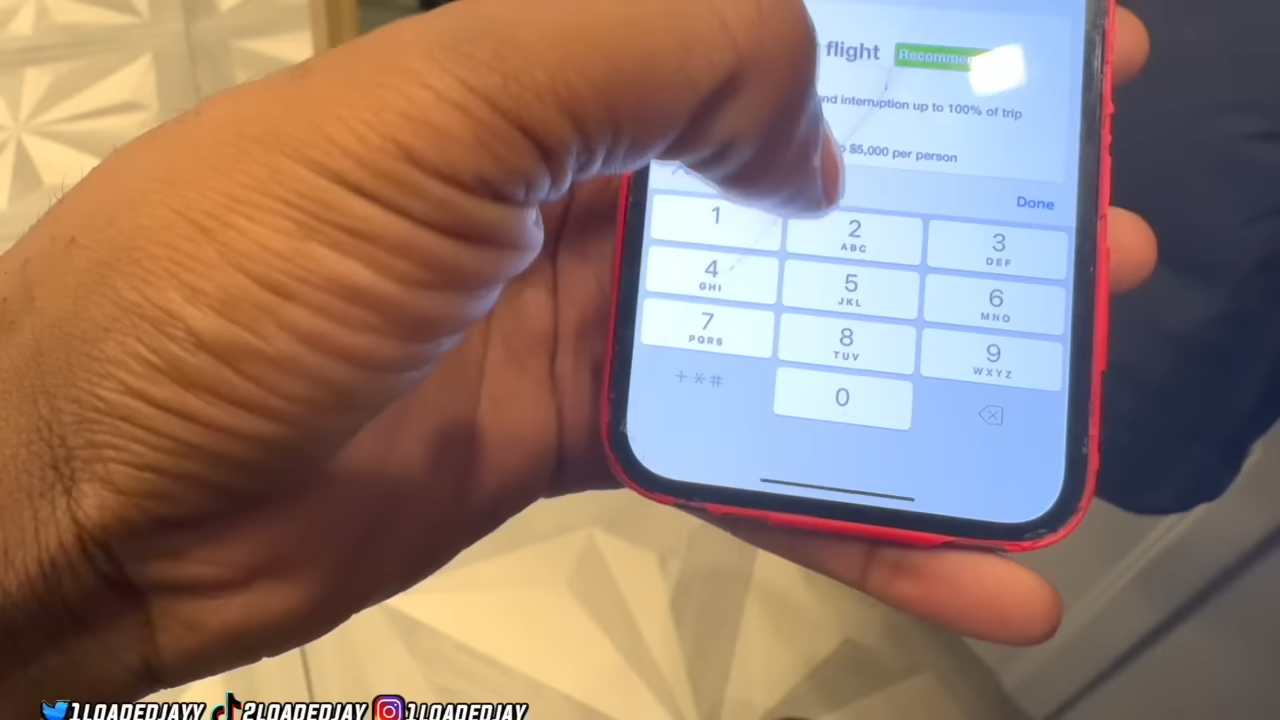 flight Recomme
nd interruption up to 100% of trip
$5,000 per person
Done
1
2
ABC
3
DEF
4
GHI
5
JKL
6
MNO
7
PQRS
8
TUV
9
WXYZ
+*#
0
1LOADEDJAYY 2LOADEDJAY 1LOADEDJAY